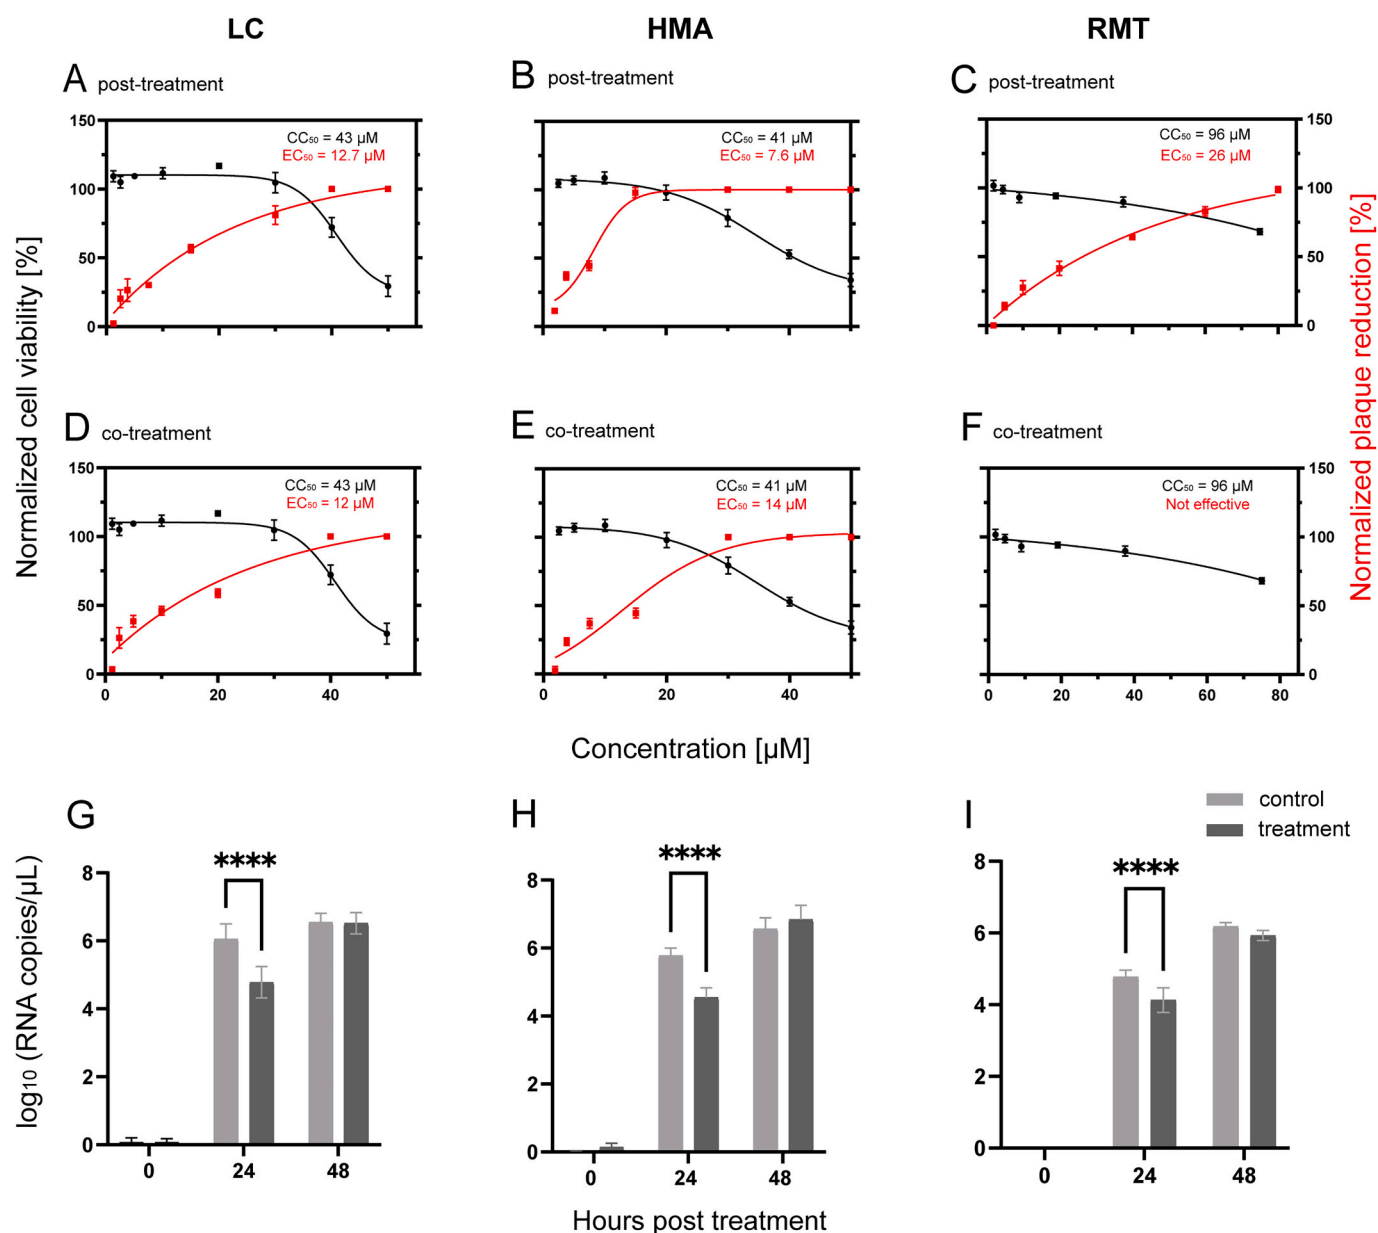 LC HMA RMT
A post-treatment
B post-treatment
C post-treatment
CC₅₀ = 43 µM
EC₅₀ = 12.7 µM
CC₅₀ = 41 µM
EC₅₀ = 7.6 µM
CC₅₀ = 96 µM
EC₅₀ = 26 µM
150
100
50
0
150
100
50
0
Normalized cell viability [%]
Normalized plaque reduction [%]
D co-treatment
E co-treatment
F co-treatment
CC₅₀ = 43 µM
EC₅₀ = 12 µM
CC₅₀ = 41 µM
EC₅₀ = 14 µM
CC₅₀ = 96 µM
Not effective
150
100
50
0
150
100
50
0
0 20 40
0 20 40
0 20 40 60 80
Concentration [µM]
control
treatment
G
H
I
log₁₀ (RNA copies/µL)
****
8
6
4
2
0
0 24 48
****
8
6
4
2
0
0 24 48
****
8
6
4
2
0
0 24 48
Hours post treatment